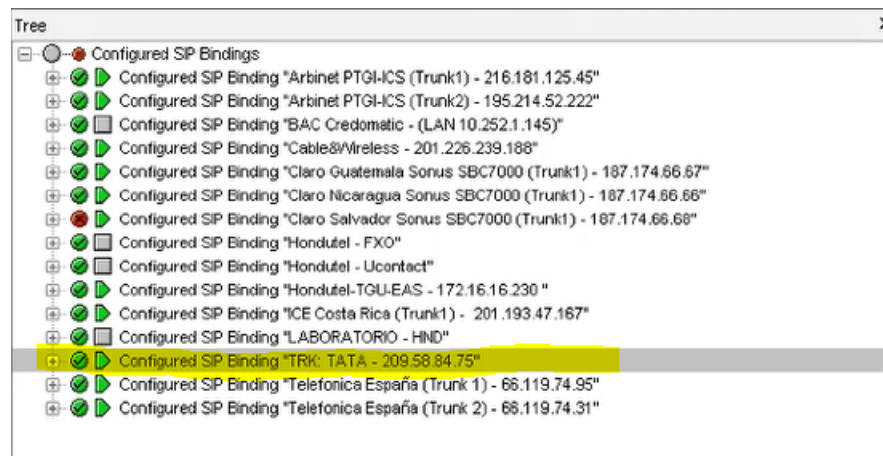 Tree
Configured SIP Bindings
Configured SIP Binding "Arbinet PTGI-ICS (Trunk1) - 216.181.125.45"
Configured SIP Binding "Arbinet PTGI-ICS (Trunk2) - 195.214.52.222"
Configured SIP Binding "BAC Credomatic - (LAN 10.252.1.145)"
Configured SIP Binding "Cable&Wireless - 201.226.239.188"
Configured SIP Binding "Claro Guatemala Sonus SBC7000 (Trunk1) - 187.174.66.67"
Configured SIP Binding "Claro Nicaragua Sonus SBC7000 (Trunk1) - 187.174.66.66"
Configured SIP Binding "Claro Salvador Sonus SBC7000 (Trunk1) - 187.174.66.68"
Configured SIP Binding "Hondutel - FXO"
Configured SIP Binding "Hondutel - Ucontact"
Configured SIP Binding "Hondutel-TGU-EAS - 172.16.16.230 "
Configured SIP Binding "ICE Costa Rica (Trunk1) - 201.193.47.167"
Configured SIP Binding "LABORATORIO - HND"
Configured SIP Binding "TRK: TATA - 209.58.84.75"
Configured SIP Binding "Telefonica España (Trunk 1) - 66.119.74.95"
Configured SIP Binding "Telefonica España (Trunk 2) - 66.119.74.31"